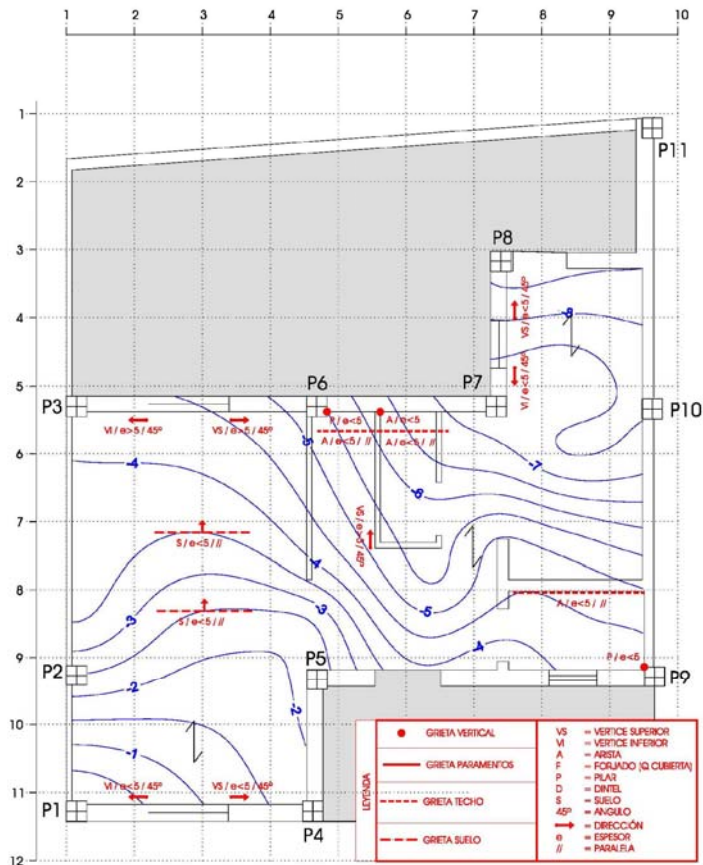 1 2 3 4 5 6 7 8 9 10
1
P11
2
3
P8
VS / e<5 / 45º
4
-8
VI / e<5 / 45º
5
P6
P7
P3
P10
P / e<5
A / e<5
VI / e>5 / 45º
VS / e>5 / 45º
-5
A / e<5 / //
A / e<5 / //
6
-4
-7
-6
7
VS / e>5 / 45º
S / e<5 / //
-4
8
-5
A / e<5 / //
-3
-3
S / e<5 / //
-4
9
P / e<5
P2
P5
P9
-2
-2
10
-1
11
VI / e<5 / 45º
VS / e<5 / 45º
P1
P4
12
LEYENDA
GRIETA VERTICAL
GRIETA PARAMENTOS
GRIETA TECHO
GRIETA SUELO
VS = VERTICE SUPERIOR
VI = VERTICE INFERIOR
A = ARISTA
F = FORJADO (Q CUBIERTA)
P = PILAR
D = DINTEL
S = SUELO
45º = ANGULO
= DIRECCIÓN
e = ESPESOR
// = PARALELA